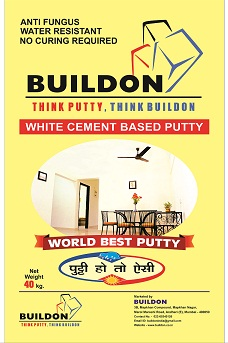 ANTI FUNGUS
WATER RESISTANT
NO CURING REQUIRED
BUILDON
THINK PUTTY, THINK BUILDON
WHITE CEMENT BASED PUTTY
WORLD BEST PUTTY
पुट्टी हो तो ऐसी
Net
Weight
40 kg.
BUILDON
THINK PUTTY, THINK BUILDON
Marketed by
BUILDON